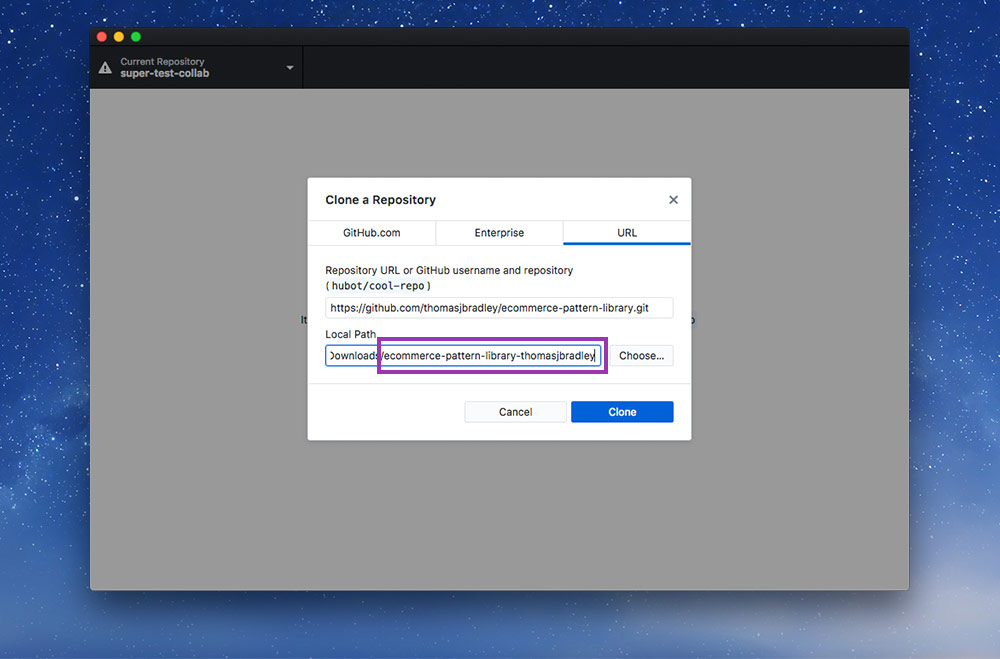 Current Repository
super-test-collab
Clone a Repository
GitHub.com Enterprise URL
Repository URL or GitHub username and repository
(hubot/cool-repo)
https://github.com/thomasjbradley/ecommerce-pattern-library.git
Local Path
Downloads/ecommerce-pattern-library-thomasjbradley Choose...
Cancel Clone